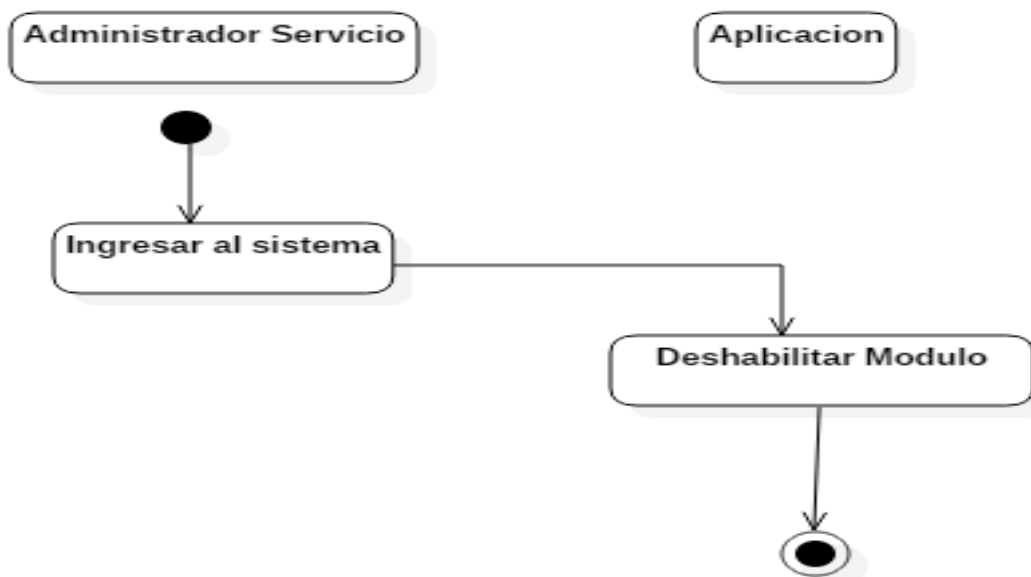 Administrador Servicio
Aplicacion
Ingresar al sistema
Deshabilitar Modulo